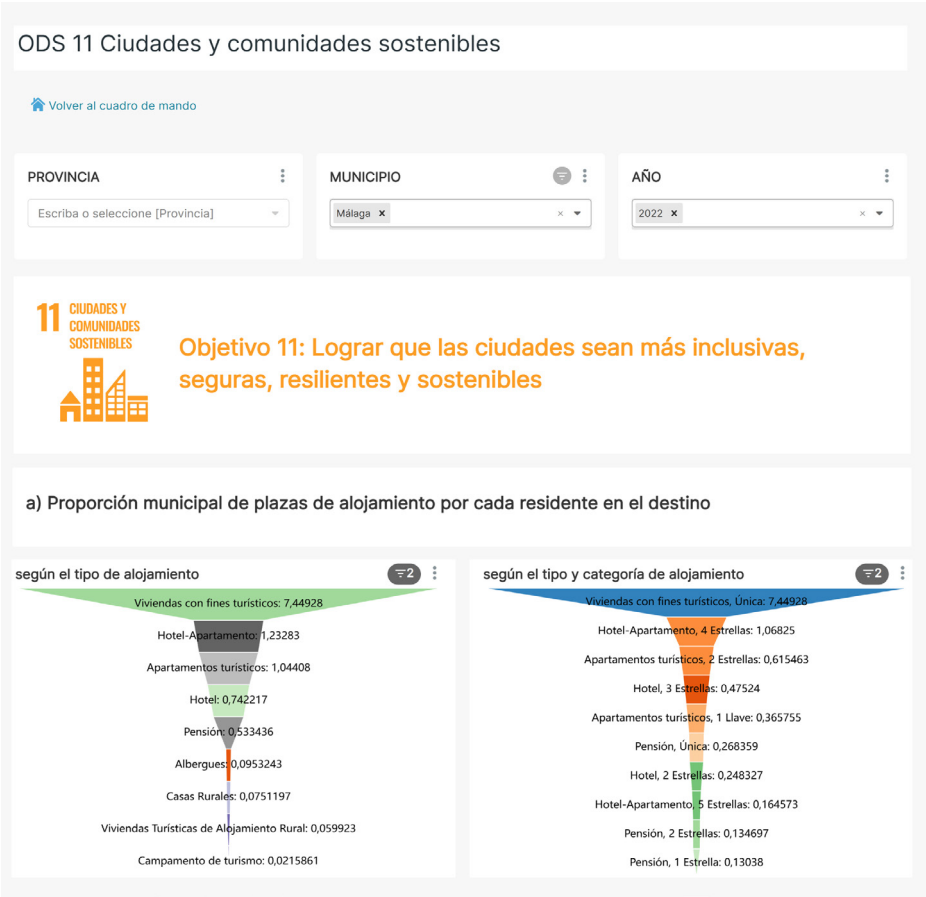 ODS 11 Ciudades y comunidades sostenibles
Volver al cuadro de mando
PROVINCIA
Escriba o seleccione [Provincia]
MUNICIPIO
Málaga ×
AÑO
2022 ×
11 CIUDADES Y
COMUNIDADES
SOSTENIBLES
Objetivo 11: Lograr que las ciudades sean más inclusivas,
seguras, resilientes y sostenibles
a) Proporción municipal de plazas de alojamiento por cada residente en el destino
según el tipo de alojamiento
2
Viviendas con fines turísticos: 7,44928
Hotel-Apartamento: 1,23283
Apartamentos turísticos: 1,04408
Hotel: 0,742217
Pensión: 0,533436
Albergues: 0,0953243
Casas Rurales: 0,0751197
Viviendas Turísticas de Alojamiento Rural: 0,059923
Campamento de turismo: 0,0215861
según el tipo y categoría de alojamiento
2
Viviendas con fines turísticos, Única: 7,44928
Hotel-Apartamento, 4 Estrellas: 1,06825
Apartamentos turísticos, 2 Estrellas: 0,615463
Hotel, 3 Estrellas: 0,47524
Apartamentos turísticos, 1 Llave: 0,365755
Pensión, Única: 0,268359
Hotel, 2 Estrellas: 0,248327
Hotel-Apartamento, 5 Estrellas: 0,164573
Pensión, 2 Estrellas: 0,134697
Pensión, 1 Estrella: 0,13038